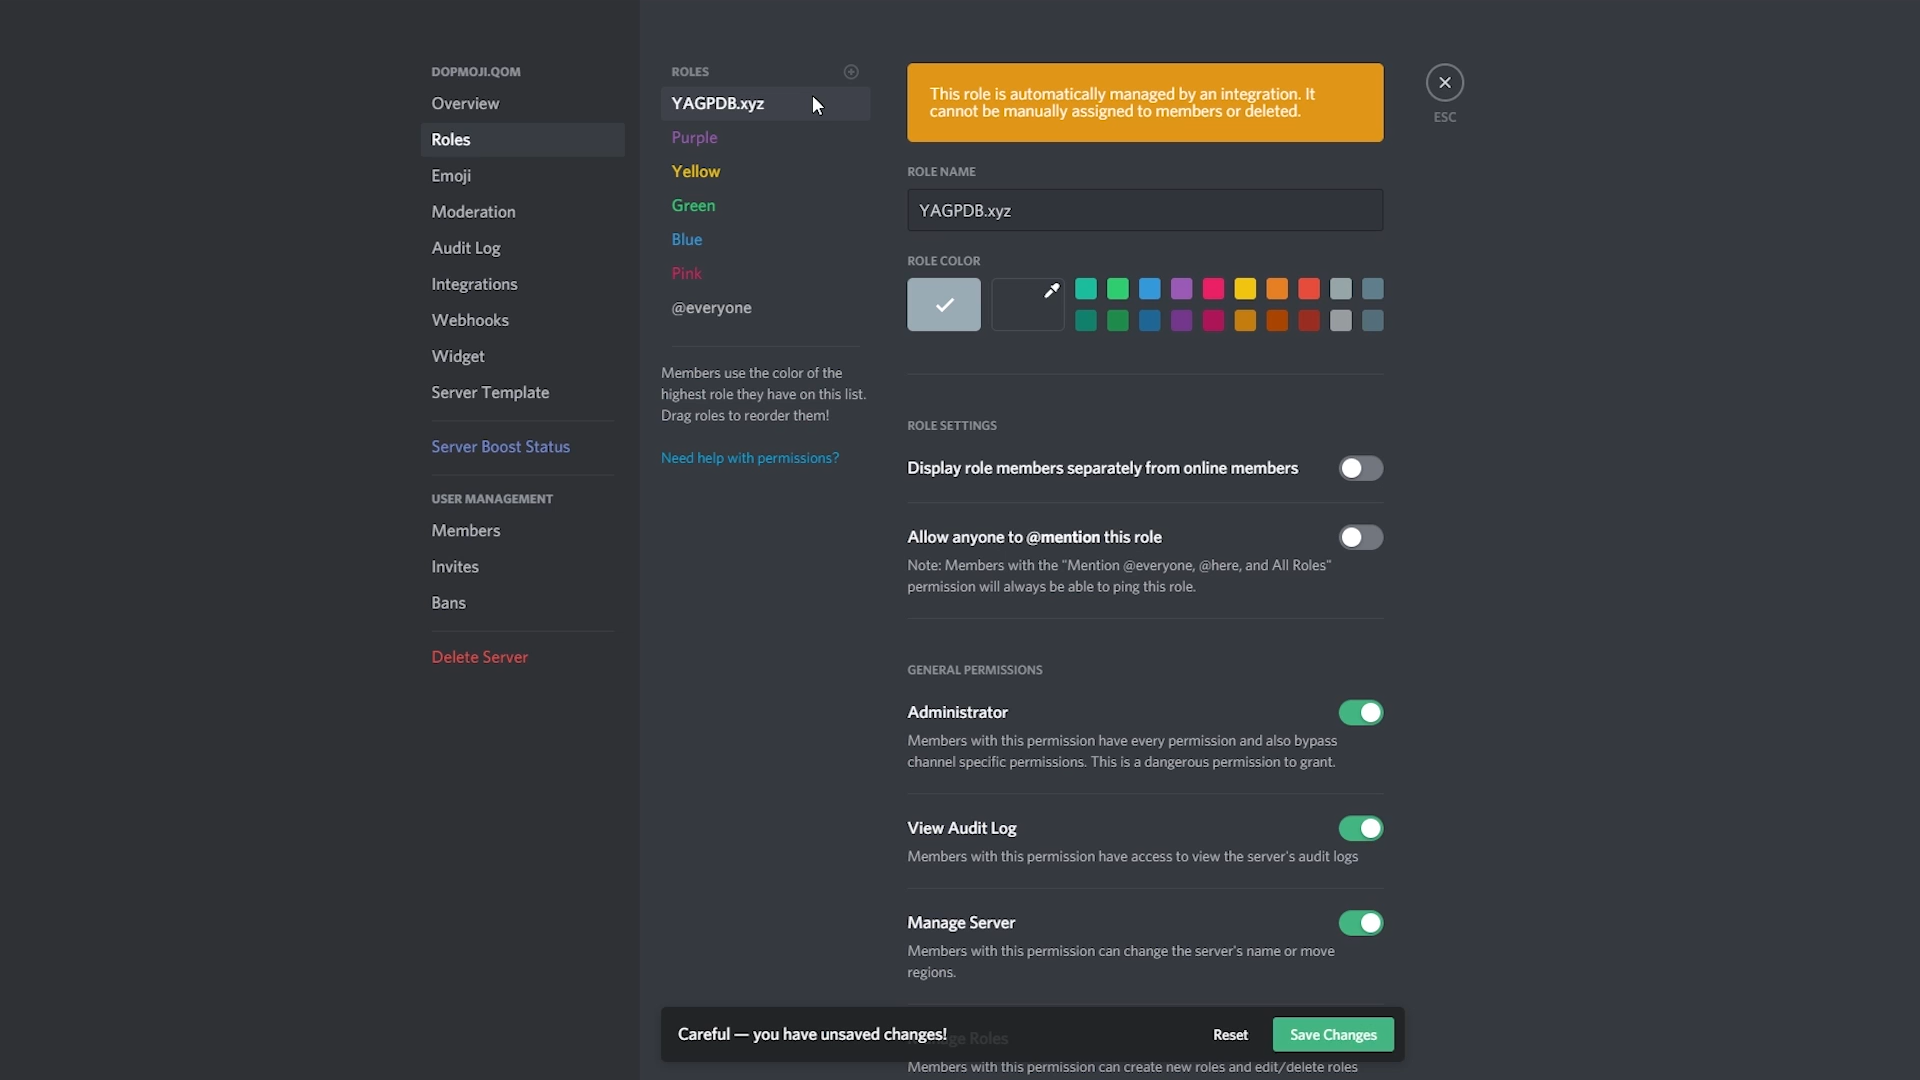 DOPMOJI.QOM
Overview
Roles
Emoji
Moderation
Audit Log
Integrations
Webhooks
Widget
Server Template
Server Boost Status
USER MANAGEMENT
Members
Invites
Bans
Delete Server
ROLES
YAGPDB.xyz
Purple
Yellow
Green
Blue
Pink
@everyone
Members use the color of the
highest role they have on this list.
Drag roles to reorder them!
Need help with permissions?
This role is automatically managed by an integration. It
cannot be manually assigned to members or deleted.
ROLE NAME
YAGPDB.xyz
ROLE COLOR
ROLE SETTINGS
Display role members separately from online members
Allow anyone to @mention this role
Note: Members with the "Mention @everyone, @here, and All Roles"
permission will always be able to ping this role.
GENERAL PERMISSIONS
Administrator
Members with this permission have every permission and also bypass
channel specific permissions. This is a dangerous permission to grant.
View Audit Log
Members with this permission have access to view the server's audit logs
Manage Server
Members with this permission can change the server's name or move
regions.
Roles
Members with this permission can create new roles and edit/delete roles
Careful — you have unsaved changes!
Reset
Save Changes
ESC